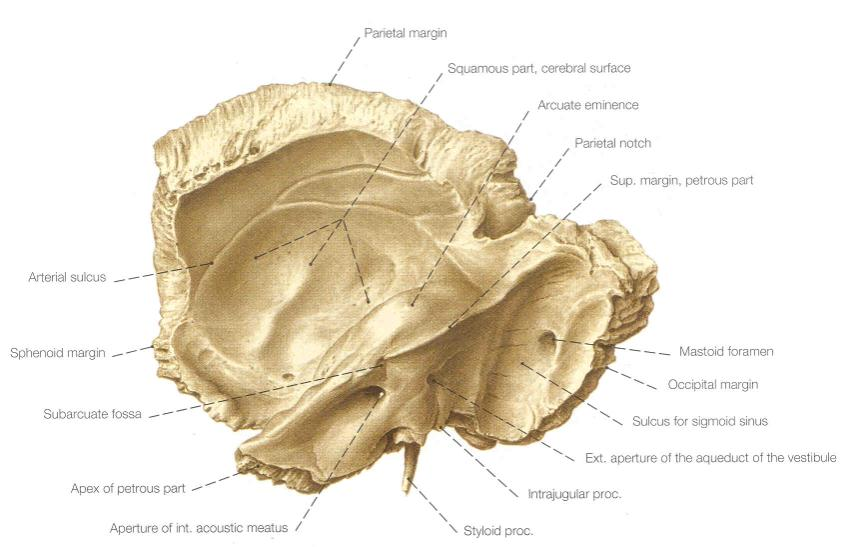 Parietal margin
Squamous part, cerebral surface
Arcuate eminence
Parietal notch
Sup. margin, petrous part
Arterial sulcus
Sphenoid margin
Mastoid foramen
Occipital margin
Subarcuate fossa
Sulcus for sigmoid sinus
Ext. aperture of the aqueduct of the vestibule
Apex of petrous part
Intrajugular proc.
Aperture of int. acoustic meatus
Styloid proc.